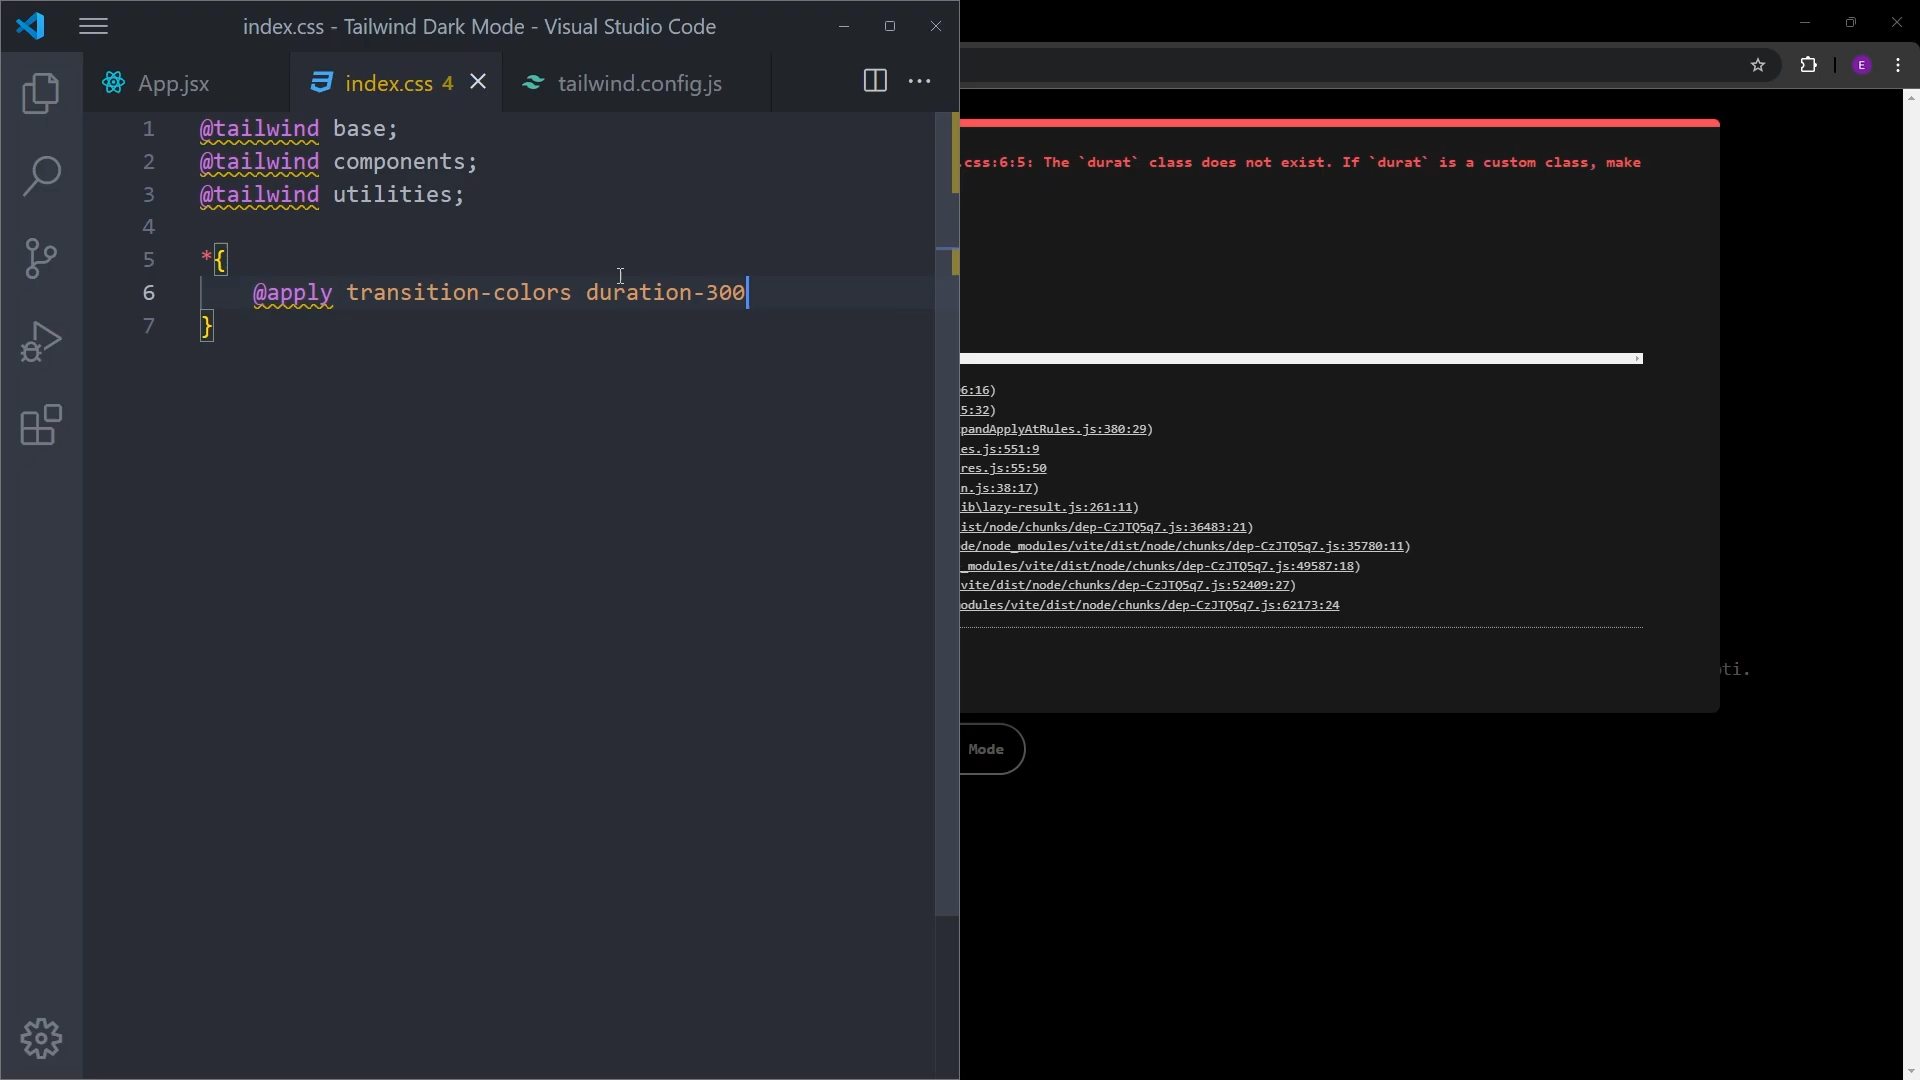 index.css - Tailwind Dark Mode - Visual Studio Code
App.jsx
index.css 4
tailwind.config.js
E
1 @tailwind base;
2 @tailwind components;
3 @tailwind utilities;
4
5 *{
6 @apply transition-colors duration-300
7 }
.css:6:5: The `durat` class does not exist. If `durat` is a custom class, make
6:16)
5:32)
pandApplyAtRules.js:380:29)
es.js:551:9
res.js:55:50
n.js:38:17)
ib\lazy-result.js:261:11)
ist/node/chunks/dep-CzJTQ5q7.js:36483:21)
de/node_modules/vite/dist/node/chunks/dep-CzJTQ5q7.js:35780:11)
_modules/vite/dist/node/chunks/dep-CzJTQ5q7.js:49587:18)
vite/dist/node/chunks/dep-CzJTQ5q7.js:52409:27)
odules/vite/dist/node/chunks/dep-CzJTQ5q7.js:62173:24
ti.
Mode